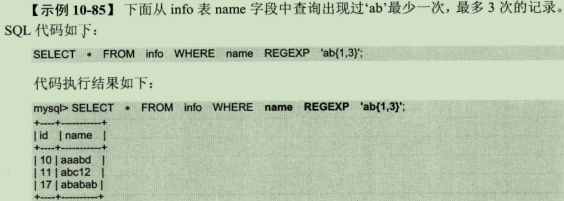 【示例 10-85】 下面从 info 表 name 字段中查询出现过‘ab’最少一次，最多 3 次的记录。
SQL 代码如下：
SELECT * FROM info WHERE name REGEXP 'ab{1,3}';
代码执行结果如下：
mysql> SELECT * FROM info WHERE name REGEXP 'ab{1,3}';
+----+----------+
| id | name |
+----+----------+
| 10 | aaabd |
| 11 | abc12 |
| 17 | ababab |
+----+----------+